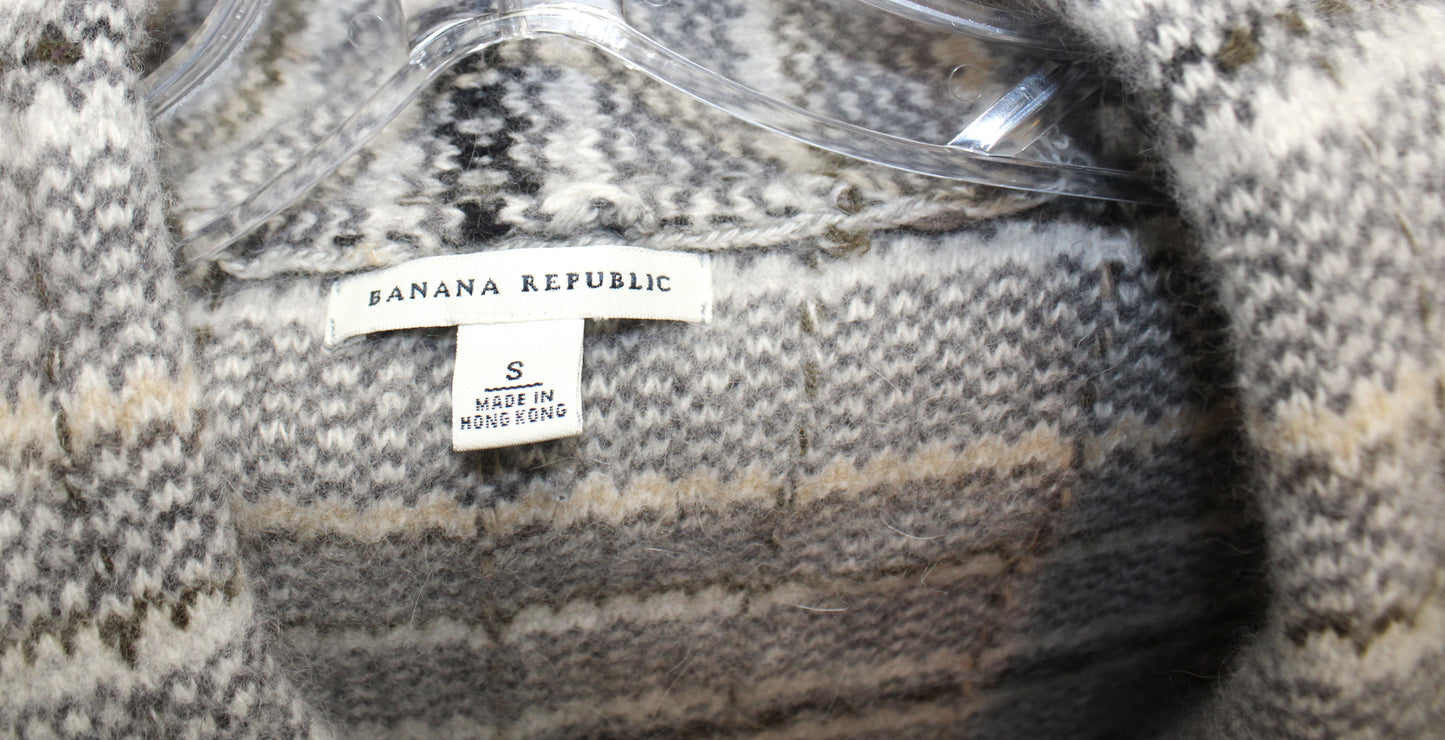 BANANA REPUBLIC
S
MADE IN
HONG KONG